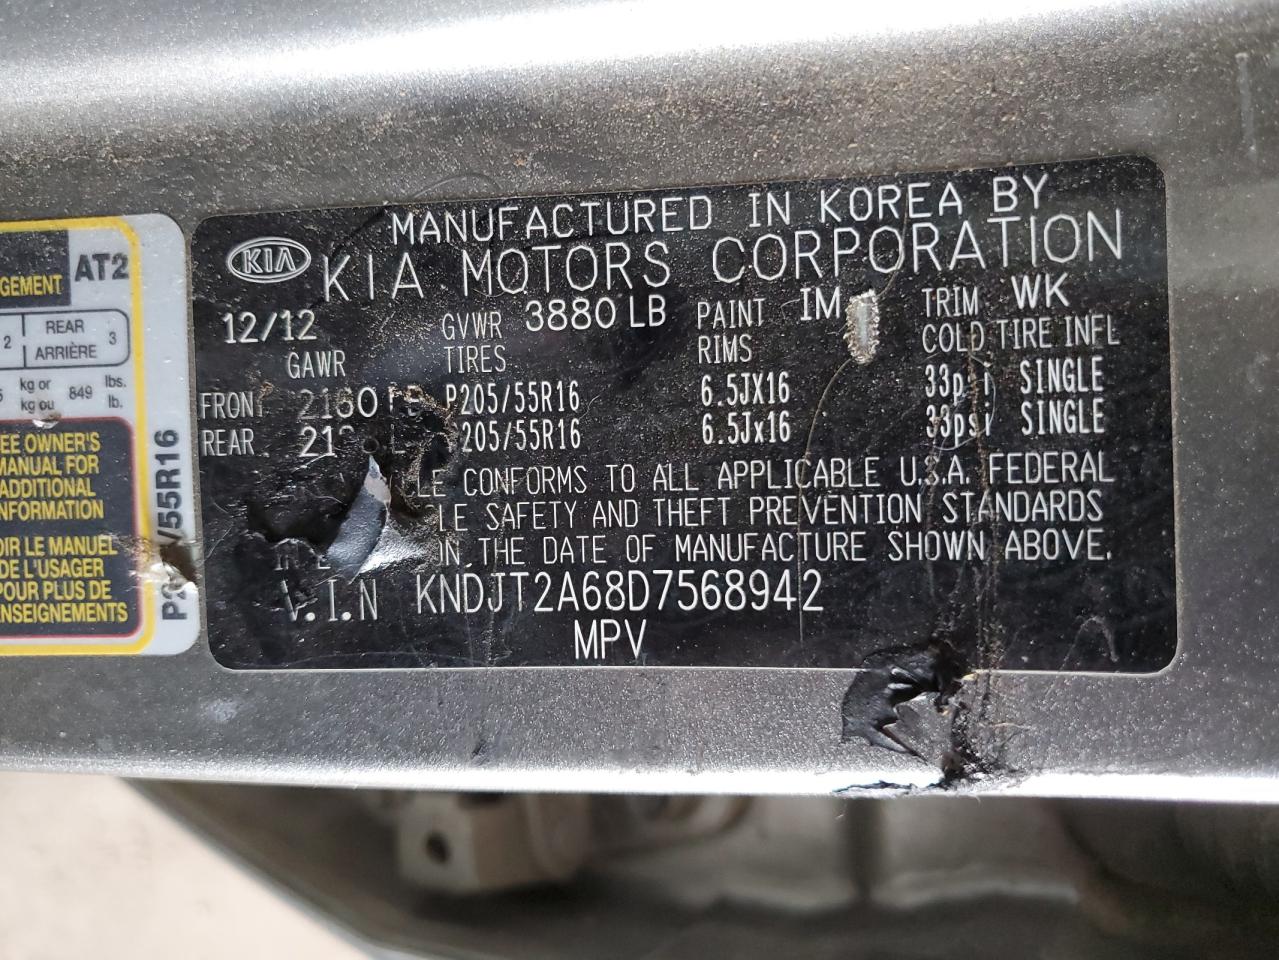 GEMENT AT2
2 REAR ARRIÈRE 3
kg or kg ou 849 lbs. lb.
EE OWNER'S
MANUAL FOR
ADDITIONAL
NFORMATION
OIR LE MANUEL
DE L'USAGER
POUR PLUS DE
ENSEIGNEMENTS
/55R16
MANUFACTURED IN KOREA BY
KIA KIA MOTORS CORPORATION
12/12 GVWR 3880 LB PAINT IM TRIM WK
GAWR TIRES RIMS COLD TIRE INFL
FRONT P205/55R16 6.5JX16 33psi SINGLE
REAR 205/55R16 6.5Jx16 33psi SINGLE
LE CONFORMS TO ALL APPLICABLE U.S.A. FEDERAL
LE SAFETY AND THEFT PREVENTION STANDARDS
IN ON THE DATE OF MANUFACTURE SHOWN ABOVE.
V.I.N KNDJT2A68D7568942
MPV